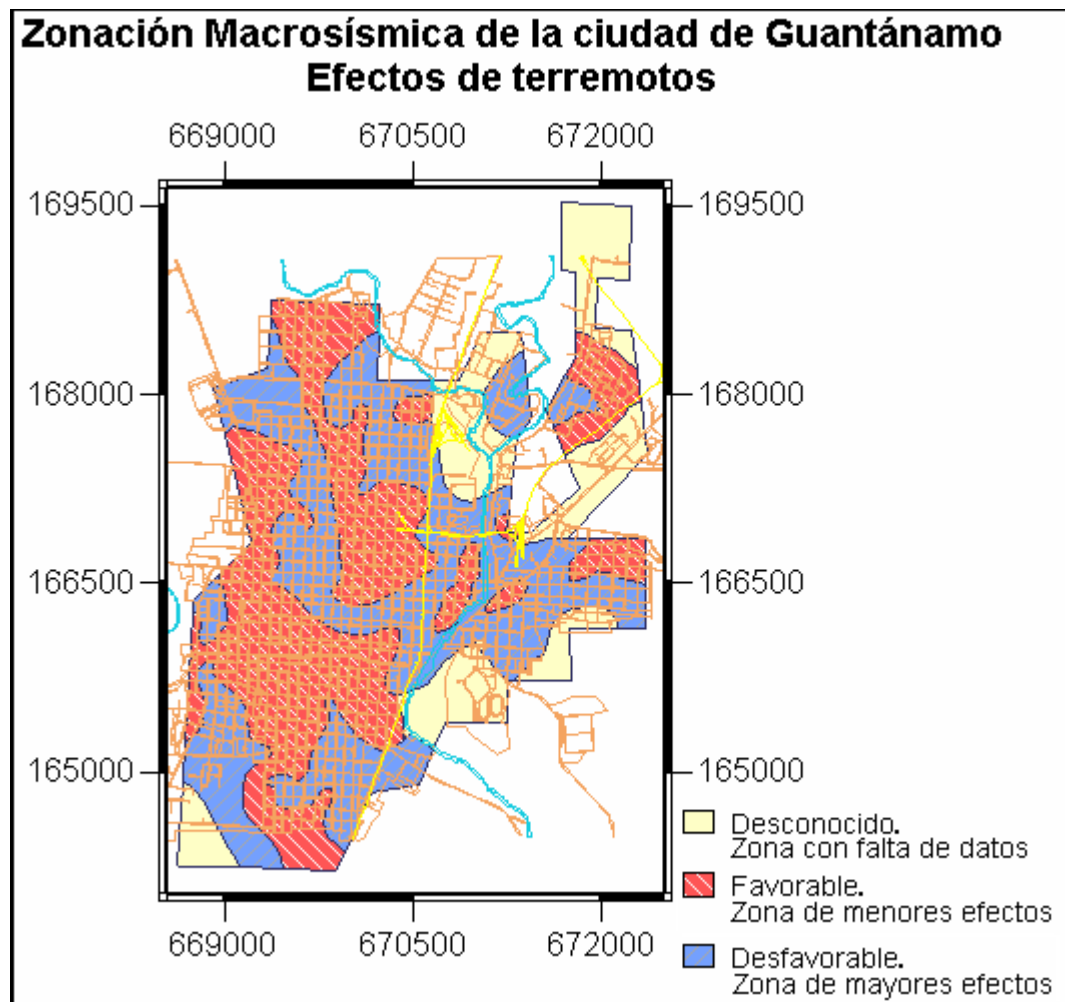 Zonación Macrosísmica de la ciudad de Guantánamo
Efectos de terremotos
669000 670500 672000
169500 169500
168000 168000
166500 166500
165000 165000
669000 670500 672000
Desconocido.
Zona con falta de datos
Favorable.
Zona de menores efectos
Desfavorable.
Zona de mayores efectos